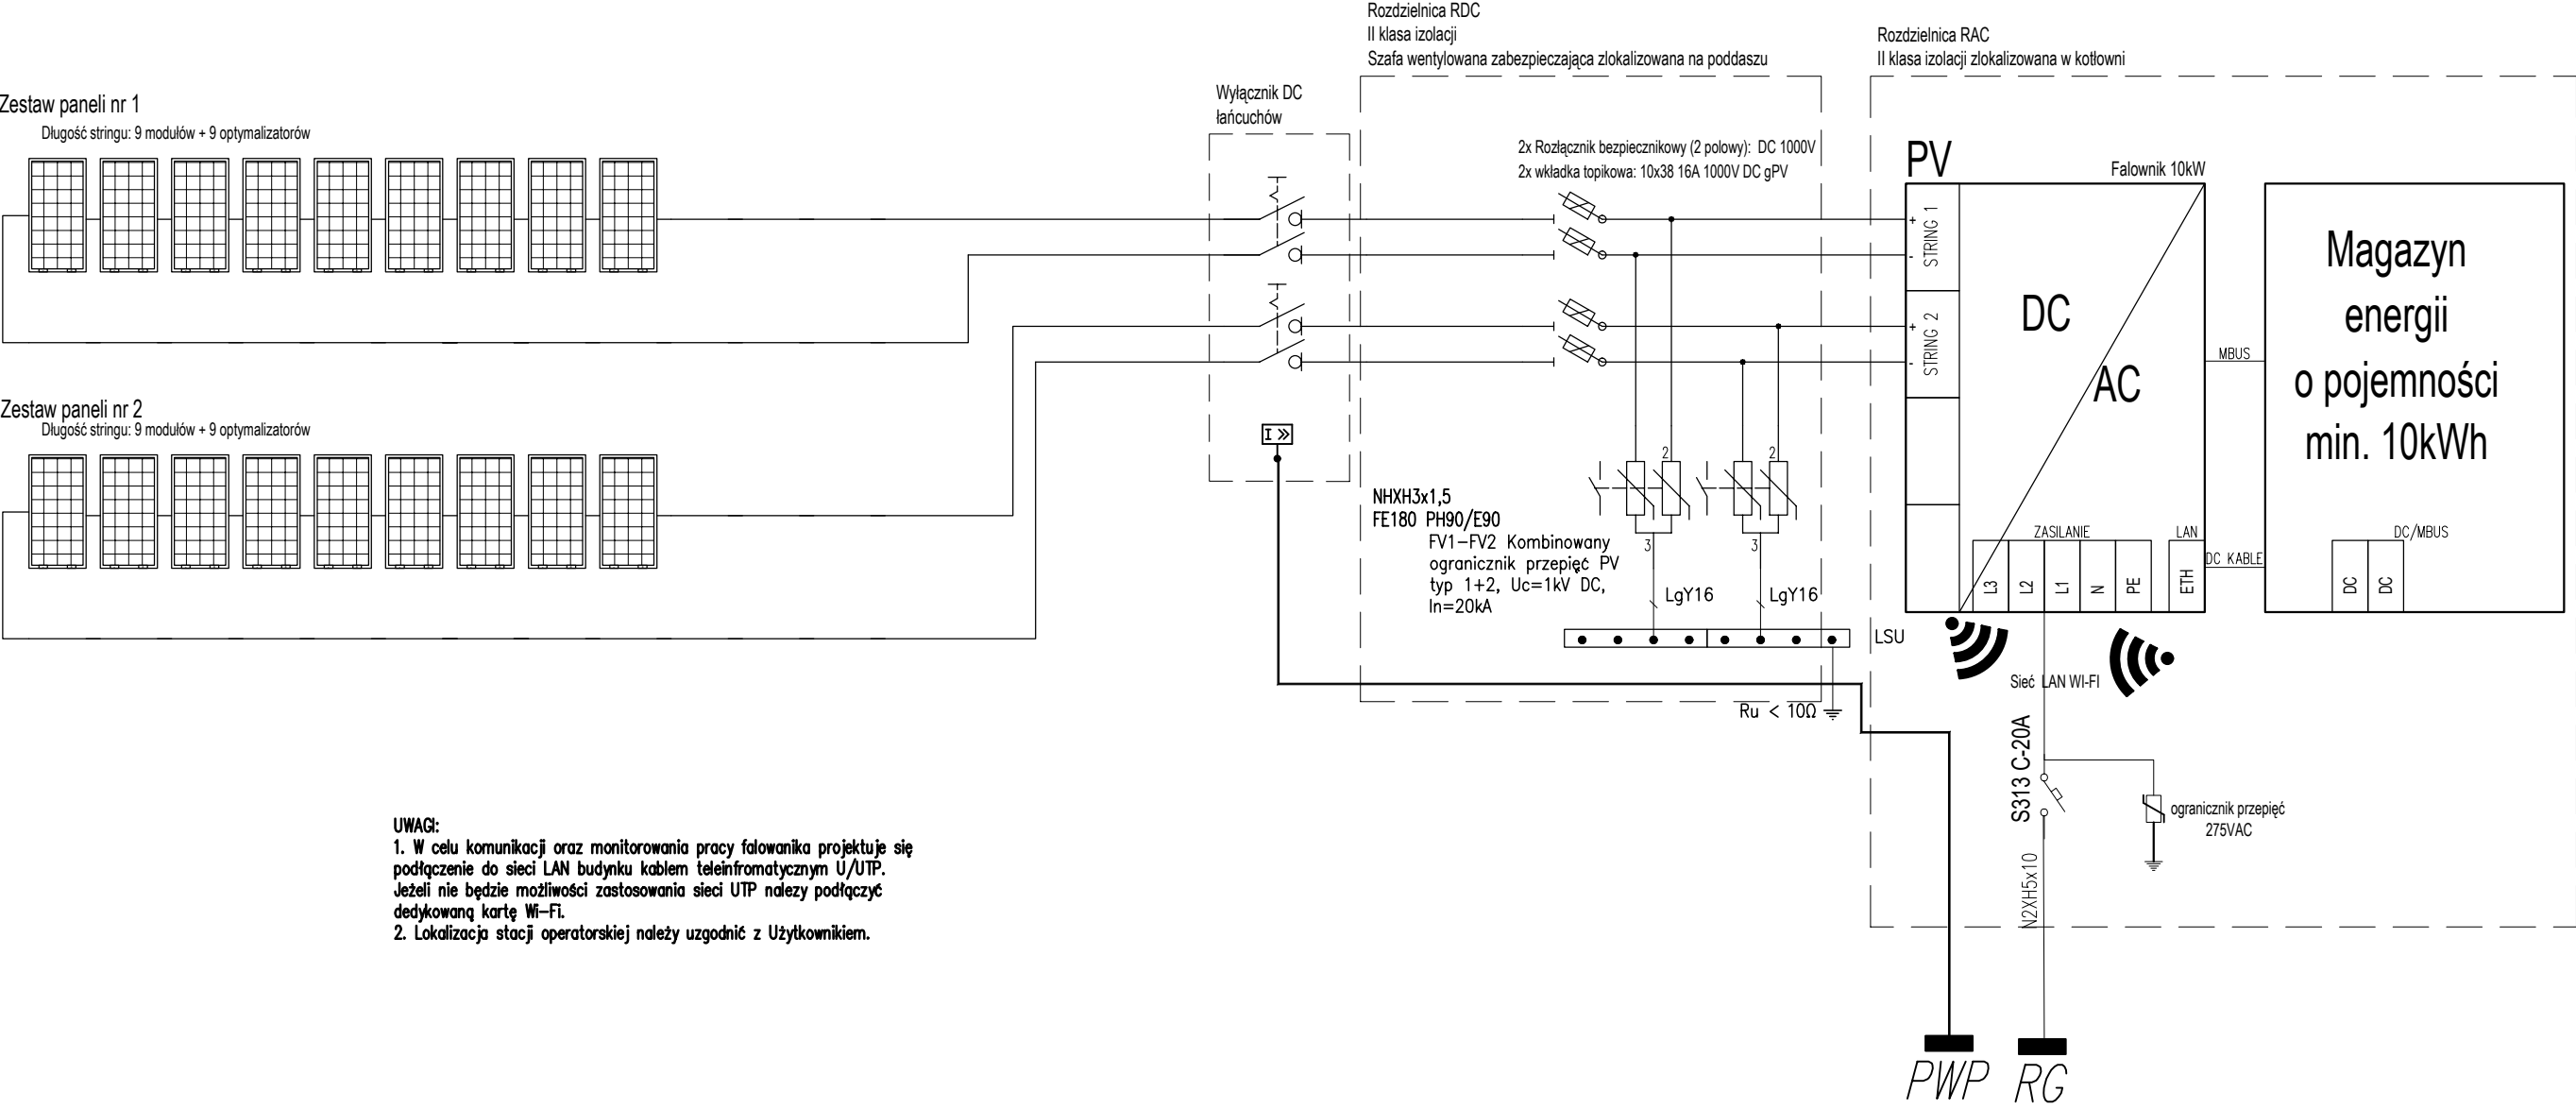 Rozdzielnica RDC
II klasa izolacji
Szafa wentylowana zabezpieczająca zlokalizowana na poddaszu
Rozdzielnica RAC
II klasa izolacji zlokalizowana w kotłowni
Wyłącznik DC
łańcuchów
Zestaw paneli nr 1
Długość stringu: 9 modułów + 9 optymalizatorów
2x Rozłącznik bezpiecznikowy (2 polowy): DC 1000V
2x wkładka topikowa: 10x38 16A 1000V DC gPV
PV
Falownik 10kW
+
-
STRING 1
+
-
STRING 2
DC
AC
MBUS
Magazyn
energii
o pojemności
min. 10kWh
Zestaw paneli nr 2
Długość stringu: 9 modułów + 9 optymalizatorów
I >>
2
2
NHXH3x1,5
FE180 PH90/E90
FV1-FV2 Kombinowany
ogranicznik przepięć PV
typ 1+2, Uc=1kV DC,
In=20kA
3
3
LgY16
LgY16
LSU
Ru < 10Ω
ZASILANIE
LAN
L3
L2
L1
N
PE
ETH
DC KABLE
DC/MBUS
DC
DC
Sieć LAN WI-FI
S313 C-20A
ogranicznik przepięć
275VAC
N2XH5x10
UWAGI:
1. W celu komunikacji oraz monitorowania pracy falowanika projektuje się
podłączenie do sieci LAN budynku kablem teleinfromatycznym U/UTP.
Jeżeli nie będzie możliwości zastosowania sieci UTP nalezy podłączyć
dedykowaną kartę Wi-Fi.
2. Lokalizacja stacji operatorskiej należy uzgodnić z Użytkownikiem.
PWP
RG